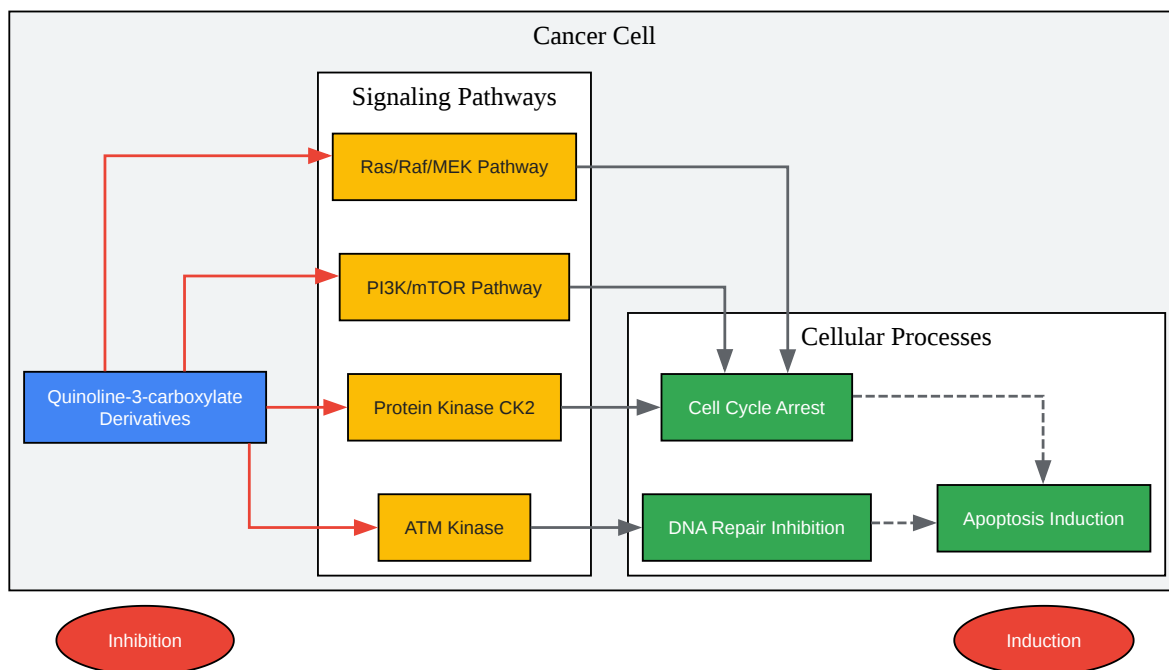 Cancer Cell
Signaling Pathways
Ras/Raf/MEK Pathway
PI3K/mTOR Pathway
Cellular Processes
Quinoline-3-carboxylate
Derivatives
Protein Kinase CK2
Cell Cycle Arrest
ATM Kinase
DNA Repair Inhibition
Apoptosis Induction
Inhibition
Induction